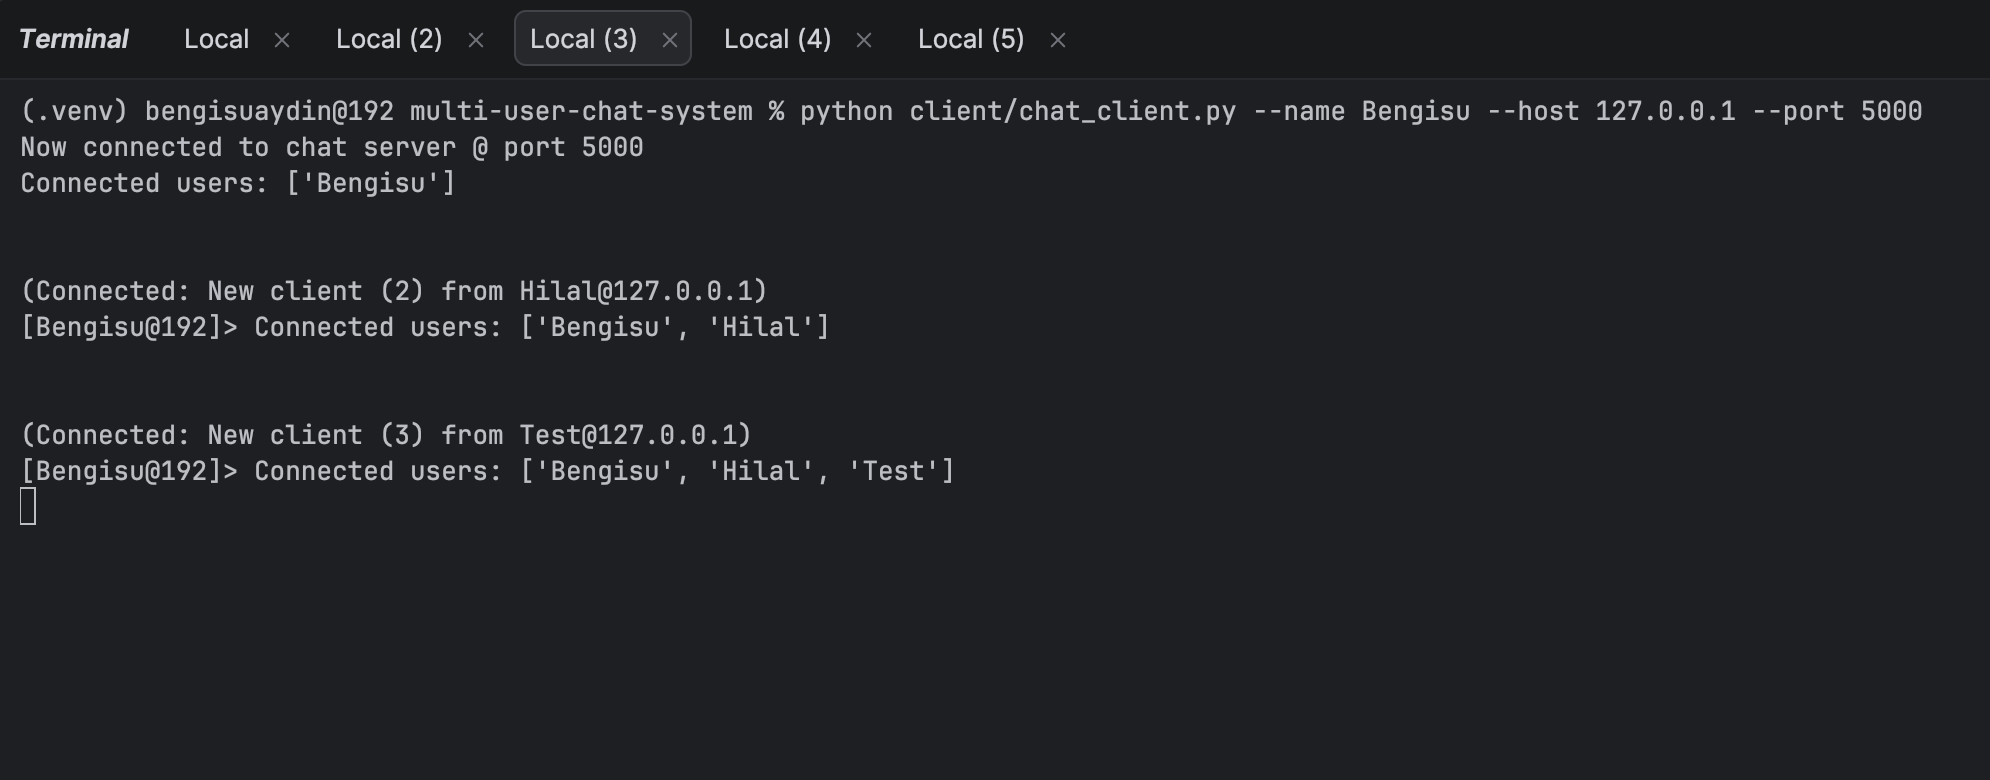 Terminal Local × Local (2) × Local (3) × Local (4) × Local (5) ×
(.venv) bengisuaydin@192 multi-user-chat-system % python client/chat_client.py --name Bengisu --host 127.0.0.1 --port 5000
Now connected to chat server @ port 5000
Connected users: ['Bengisu']
(Connected: New client (2) from Hilal@127.0.0.1)
[Bengisu@192]> Connected users: ['Bengisu', 'Hilal']
(Connected: New client (3) from Test@127.0.0.1)
[Bengisu@192]> Connected users: ['Bengisu', 'Hilal', 'Test']